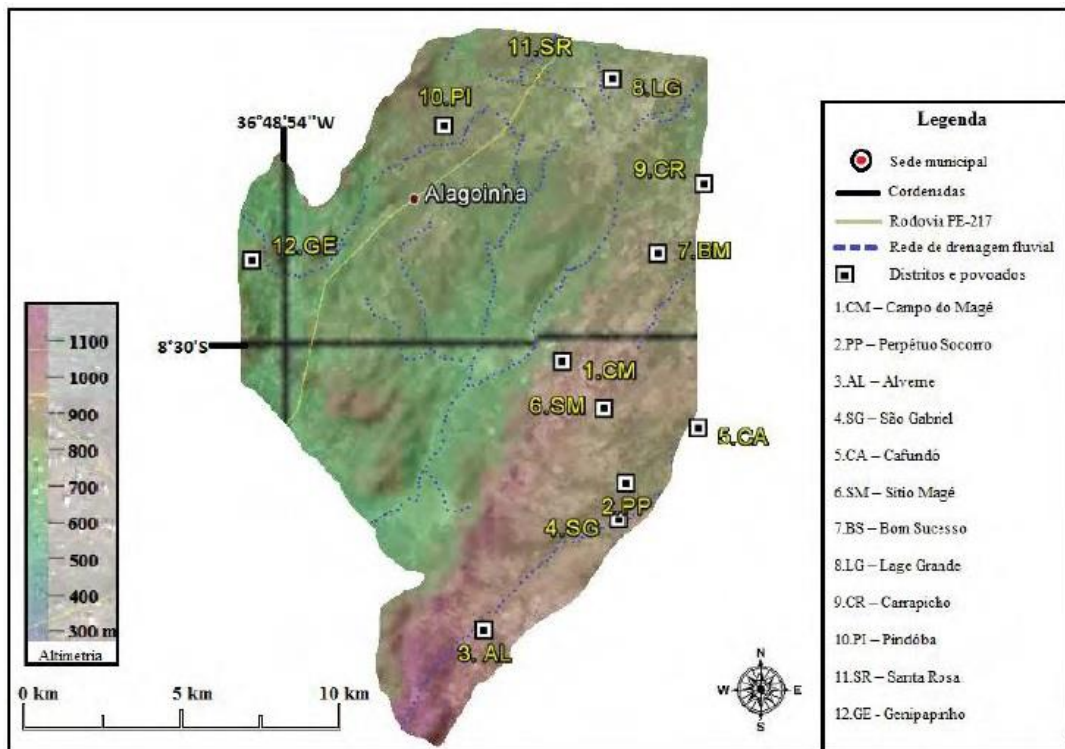 11.SR
8.LG
10.PI
36°48'54"W
9.CR
Alagoinha
12.GE
7.BM
8°30'S
1.CM
6.SM
5.CA
2.PP
4.SG
3. AL
1100
1000
900
800
700
600
500
400
300 m
Altimetria
0 km 5 km 10 km
N
W E
S
Legenda
Sede municipal
Cordenadas
Rodovia PE-217
Rede de drenagem fluvial
Distritos e povoados
1.CM – Campo do Magé
2.PP – Perpétuo Socorro
3.AL – Alverne
4.SG – São Gabriel
5.CA – Cafundó
6.SM – Sítio Magé
7.BS – Bom Sucesso
8.LG – Lage Grande
9.CR – Carrapicho
10.PI – Pindóba
11.SR – Santa Rosa
12.GE - Genipapinho